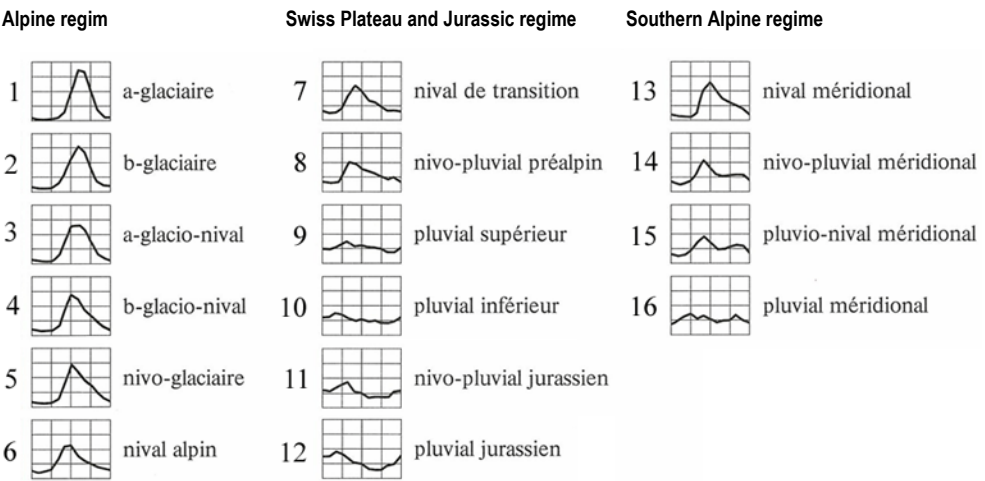 Alpine regim
1 a-glaciaire
2 b-glaciaire
3 a-glacio-nival
4 b-glacio-nival
5 nivo-glaciaire
6 nival alpin
Swiss Plateau and Jurassic regime
7 nival de transition
8 nivo-pluvial préalpin
9 pluvial supérieur
10 pluvial inférieur
11 nivo-pluvial jurassien
12 pluvial jurassien
Southern Alpine regime
13 nival méridional
14 nivo-pluvial méridional
15 pluvio-nival méridional
16 pluvial méridional